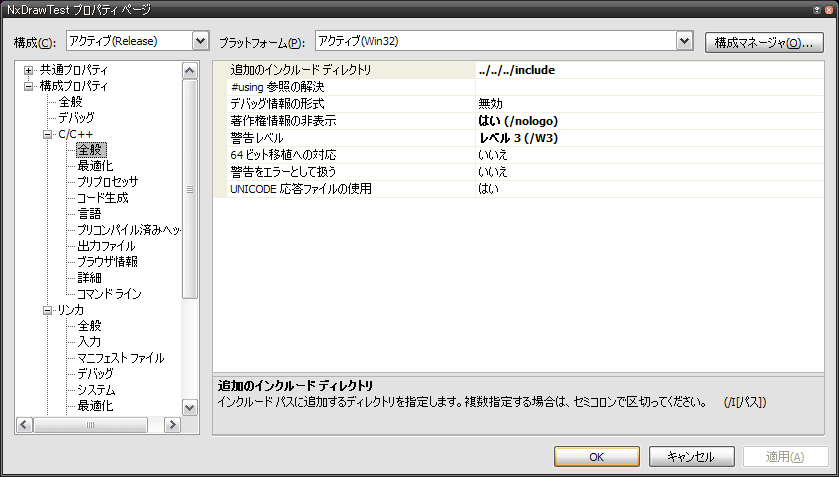 NxDrawTest プロパティ ページ
構成(C): アクティブ(Release) プラットフォーム(P): アクティブ(Win32) 構成マネージャ(O)...
共通プロパティ
構成プロパティ
全般
デバッグ
C/C++
全般
最適化
プリプロセッサ
コード生成
言語
プリコンパイル済みヘッ
出力ファイル
ブラウザ情報
詳細
コマンド ライン
リンカ
全般
入力
マニフェスト ファイル
デバッグ
システム
最適化
追加のインクルード ディレクトリ ../../../include
#using 参照の解決
デバッグ情報の形式 無効
著作権情報の非表示 はい (/nologo)
警告レベル レベル 3 (/W3)
64 ビット移植への対応 いいえ
警告をエラーとして扱う いいえ
UNICODE 応答ファイルの使用 はい
追加のインクルード ディレクトリ
インクルード パスに追加するディレクトリを指定します。複数指定する場合は、セミコロンで区切ってください。 (/I[パス])
OK キャンセル 適用(A)